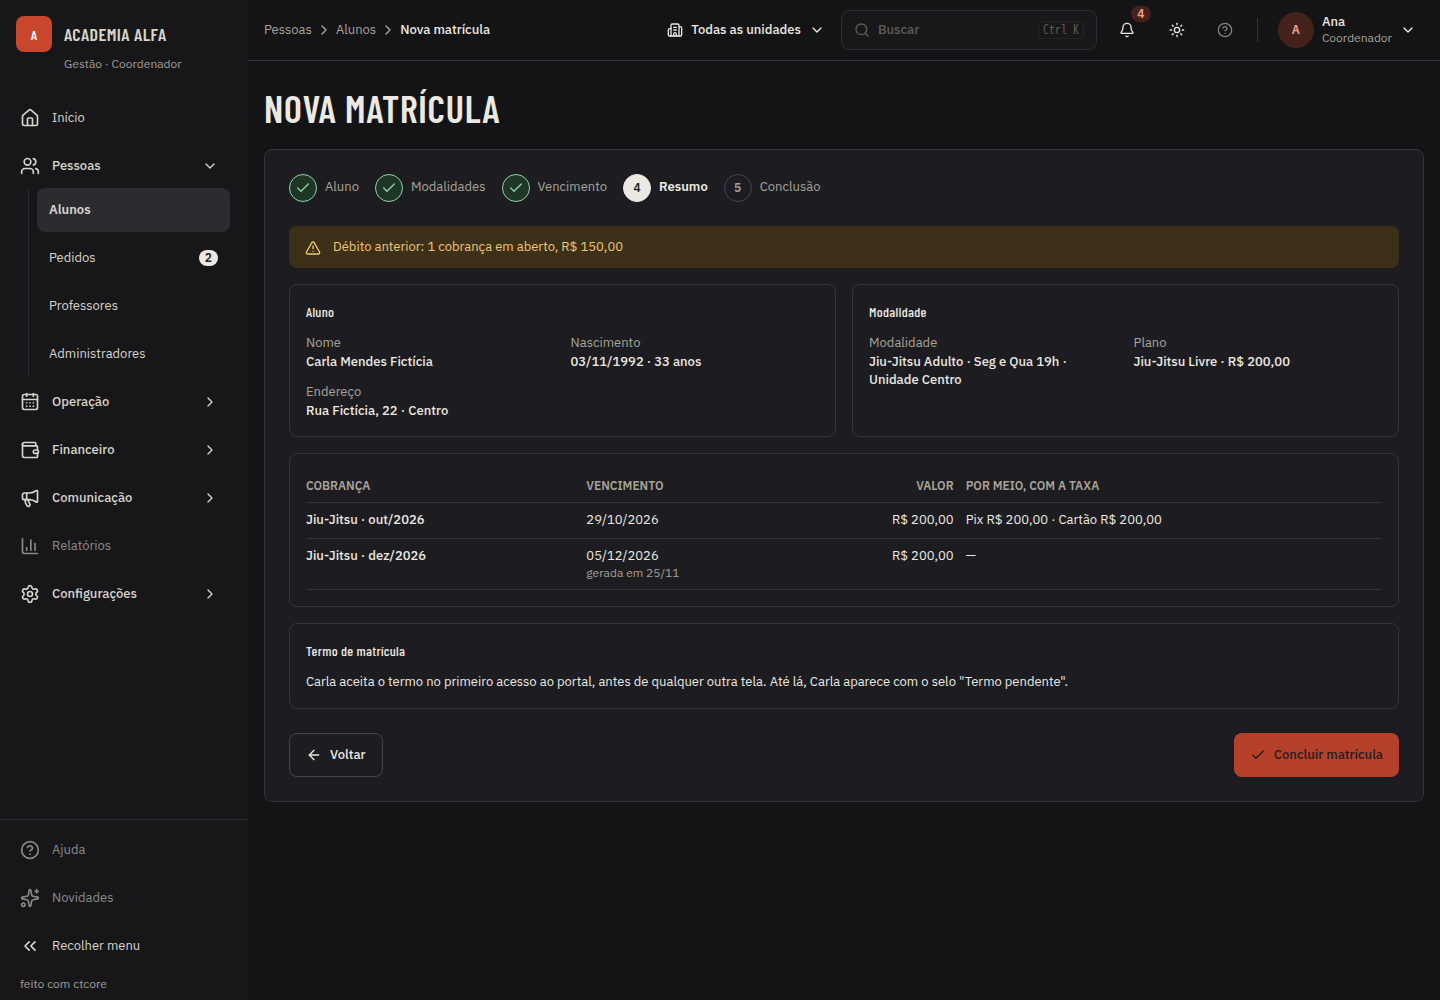 A
ACADEMIA ALFA
Gestão · Coordenador
Início
Pessoas
Alunos
Pedidos
2
Professores
Administradores
Operação
Financeiro
Comunicação
Relatórios
Configurações
Ajuda
Novidades
Recolher menu
feito com ctcore
Pessoas
Alunos
Nova matrícula
Todas as unidades
Buscar
Ctrl K
4
A
Ana
Coordenador
NOVA MATRÍCULA
Aluno
Modalidades
Vencimento
4 Resumo
5 Conclusão
Débito anterior: 1 cobrança em aberto, R$ 150,00
Aluno
Nome
Carla Mendes Fictícia
Nascimento
03/11/1992 · 33 anos
Endereço
Rua Fictícia, 22 · Centro
Modalidade
Modalidade
Jiu-Jitsu Adulto · Seg e Qua 19h ·
Unidade Centro
Plano
Jiu-Jitsu Livre · R$ 200,00
COBRANÇA VENCIMENTO VALOR POR MEIO, COM A TAXA
Jiu-Jitsu · out/2026 29/10/2026 R$ 200,00 Pix R$ 200,00 · Cartão R$ 200,00
Jiu-Jitsu · dez/2026 05/12/2026 R$ 200,00 —
gerada em 25/11
Termo de matrícula
Carla aceita o termo no primeiro acesso ao portal, antes de qualquer outra tela. Até lá, Carla aparece com o selo "Termo pendente".
Voltar
Concluir matrícula